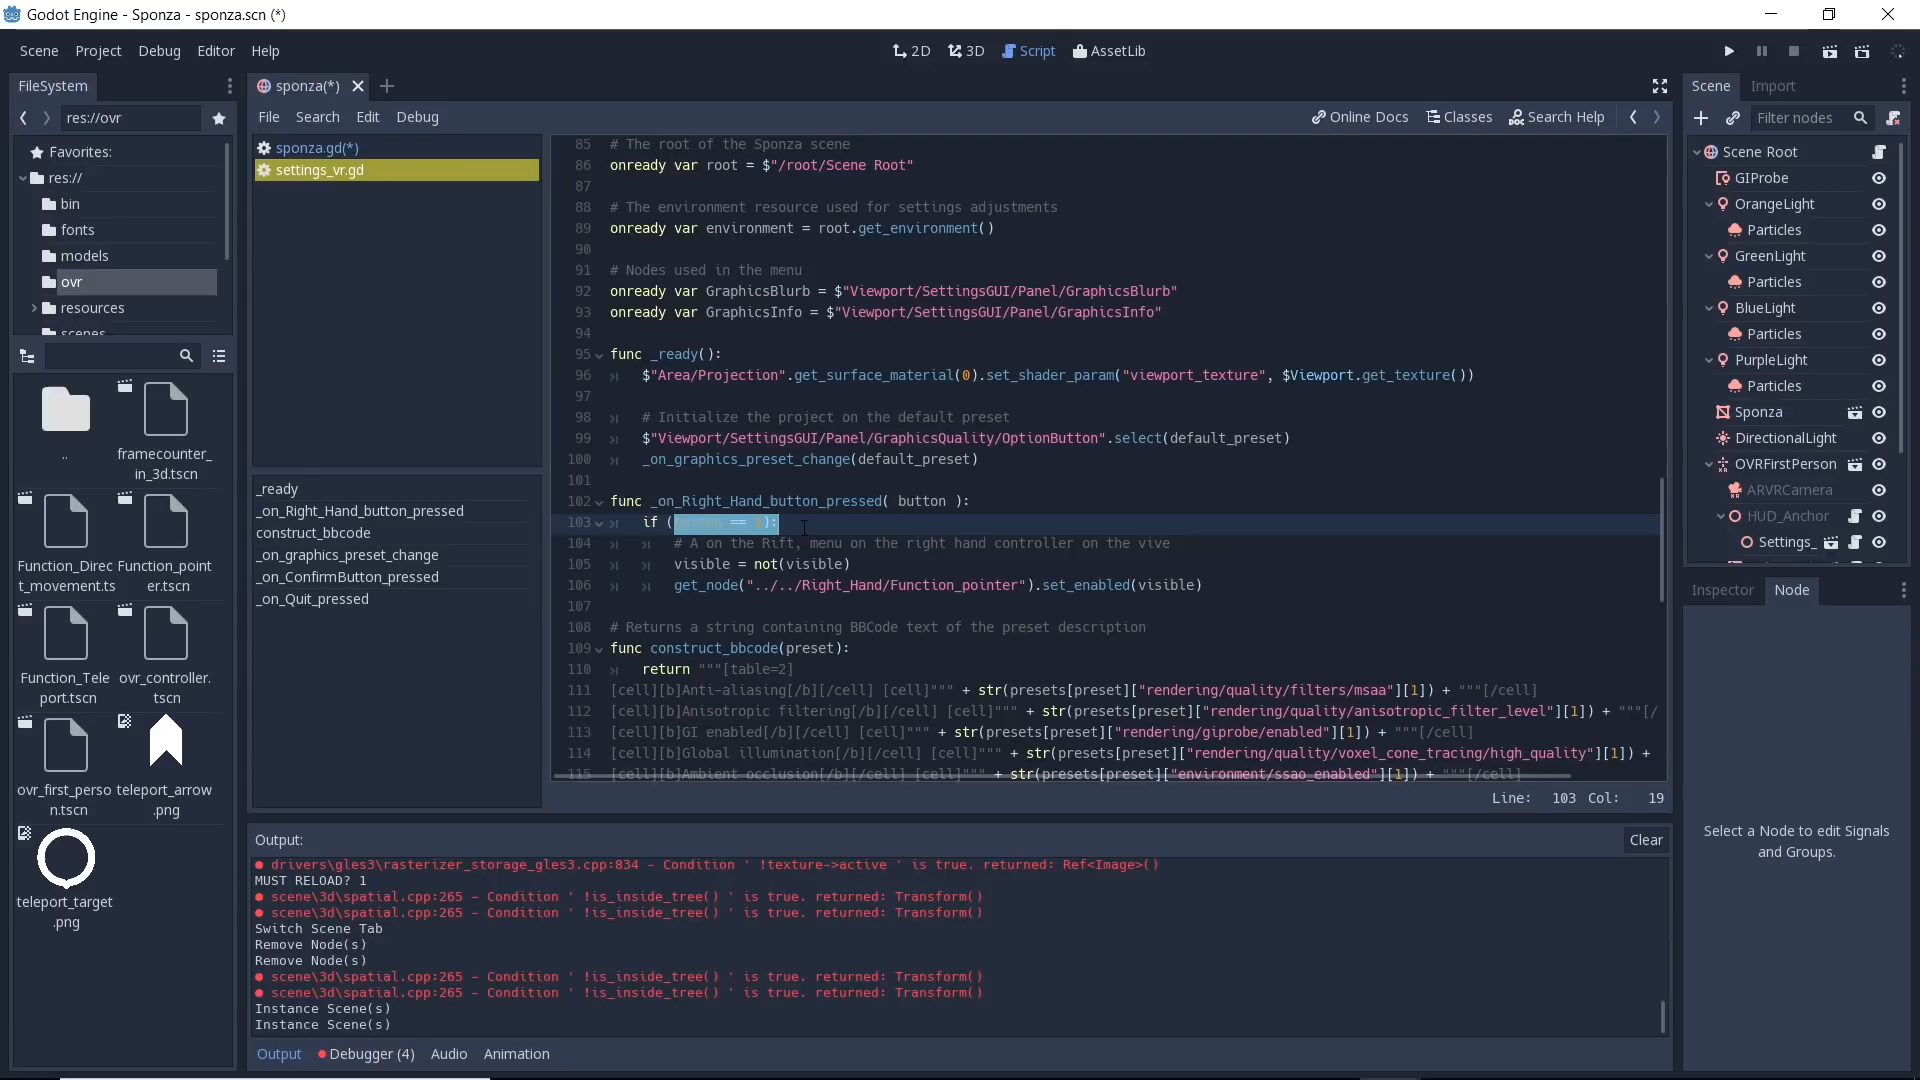 Godot Engine - Sponza - sponza.scn (*)
Scene Project Debug Editor Help
2D 3D Script AssetLib
FileSystem
res://ovr
Favorites:
res://
bin
fonts
models
ovr
resources
scenes
..
framecounter_
in_3d.tscn
Function_Direc Function_point
t_movement.ts er.tscn
Function_Tele ovr_controller.
port.tscn tscn
ovr_first_perso teleport_arrow
n.tscn .png
teleport_target
.png
sponza(*)
File Search Edit Debug
Online Docs Classes Search Help
sponza.gd(*)
settings_vr.gd
_ready
_on_Right_Hand_button_pressed
construct_bbcode
_on_graphics_preset_change
_on_ConfirmButton_pressed
_on_Quit_pressed
85 # The root of the Sponza scene
86 onready var root = $"/root/Scene Root"
87
88 # The environment resource used for settings adjustments
89 onready var environment = root.get_environment()
90
91 # Nodes used in the menu
92 onready var GraphicsBlurb = $"Viewport/SettingsGUI/Panel/GraphicsBlurb"
93 onready var GraphicsInfo = $"Viewport/SettingsGUI/Panel/GraphicsInfo"
94
95 func _ready():
96 $"Area/Projection".get_surface_material(0).set_shader_param("viewport_texture", $Viewport.get_texture())
97
98 # Initialize the project on the default preset
99 $"Viewport/SettingsGUI/Panel/GraphicsQuality/OptionButton".select(default_preset)
100 _on_graphics_preset_change(default_preset)
101
102 func _on_Right_Hand_button_pressed( button ):
103 if ( == ):
104 # A on the Rift, menu on the right hand controller on the vive
105 visible = not(visible)
106 get_node("../../Right_Hand/Function_pointer").set_enabled(visible)
107
108 # Returns a string containing BBCode text of the preset description
109 func construct_bbcode(preset):
110 return """[table=2]
111 [cell][b]Anti-aliasing[/b][/cell] [cell]""" + str(presets[preset]["rendering/quality/filters/msaa"][1]) + """[/cell]
112 [cell][b]Anisotropic filtering[/b][/cell] [cell]""" + str(presets[preset]["rendering/quality/anisotropic_filter_level"][1]) + """[/
113 [cell][b]GI enabled[/b][/cell] [cell]""" + str(presets[preset]["rendering/giprobe/enabled"][1]) + """[/cell]
114 [cell][b]Global illumination[/b][/cell] [cell]""" + str(presets[preset]["rendering/quality/voxel_cone_tracing/high_quality"][1]) +
115 [cell][b]Ambient occlusion[/b][/cell] [cell]""" + str(presets[preset]["environment/ssao_enabled"][1]) + """[/cell]
Line: 103 Col: 19
Output: Clear
drivers\gles3\rasterizer_storage_gles3.cpp:834 - Condition ' !texture->active ' is true. returned: Ref<Image>()
MUST RELOAD? 1
scene\3d\spatial.cpp:265 - Condition ' !is_inside_tree() ' is true. returned: Transform()
scene\3d\spatial.cpp:265 - Condition ' !is_inside_tree() ' is true. returned: Transform()
Switch Scene Tab
Remove Node(s)
Remove Node(s)
scene\3d\spatial.cpp:265 - Condition ' !is_inside_tree() ' is true. returned: Transform()
scene\3d\spatial.cpp:265 - Condition ' !is_inside_tree() ' is true. returned: Transform()
Instance Scene(s)
Instance Scene(s)
Output Debugger (4) Audio Animation
Scene Import
Filter nodes
Scene Root
GIProbe
OrangeLight
Particles
GreenLight
Particles
BlueLight
Particles
PurpleLight
Particles
Sponza
DirectionalLight
OVRFirstPerson
ARVRCamera
HUD_Anchor
Settings_
Inspector Node
Select a Node to edit Signals
and Groups.